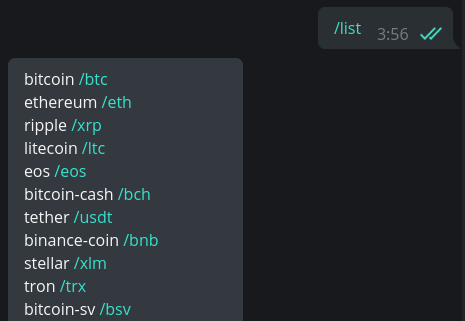 /list 3:56
bitcoin /btc
ethereum /eth
ripple /xrp
litecoin /ltc
eos /eos
bitcoin-cash /bch
tether /usdt
binance-coin /bnb
stellar /xlm
tron /trx
bitcoin-sv /bsv